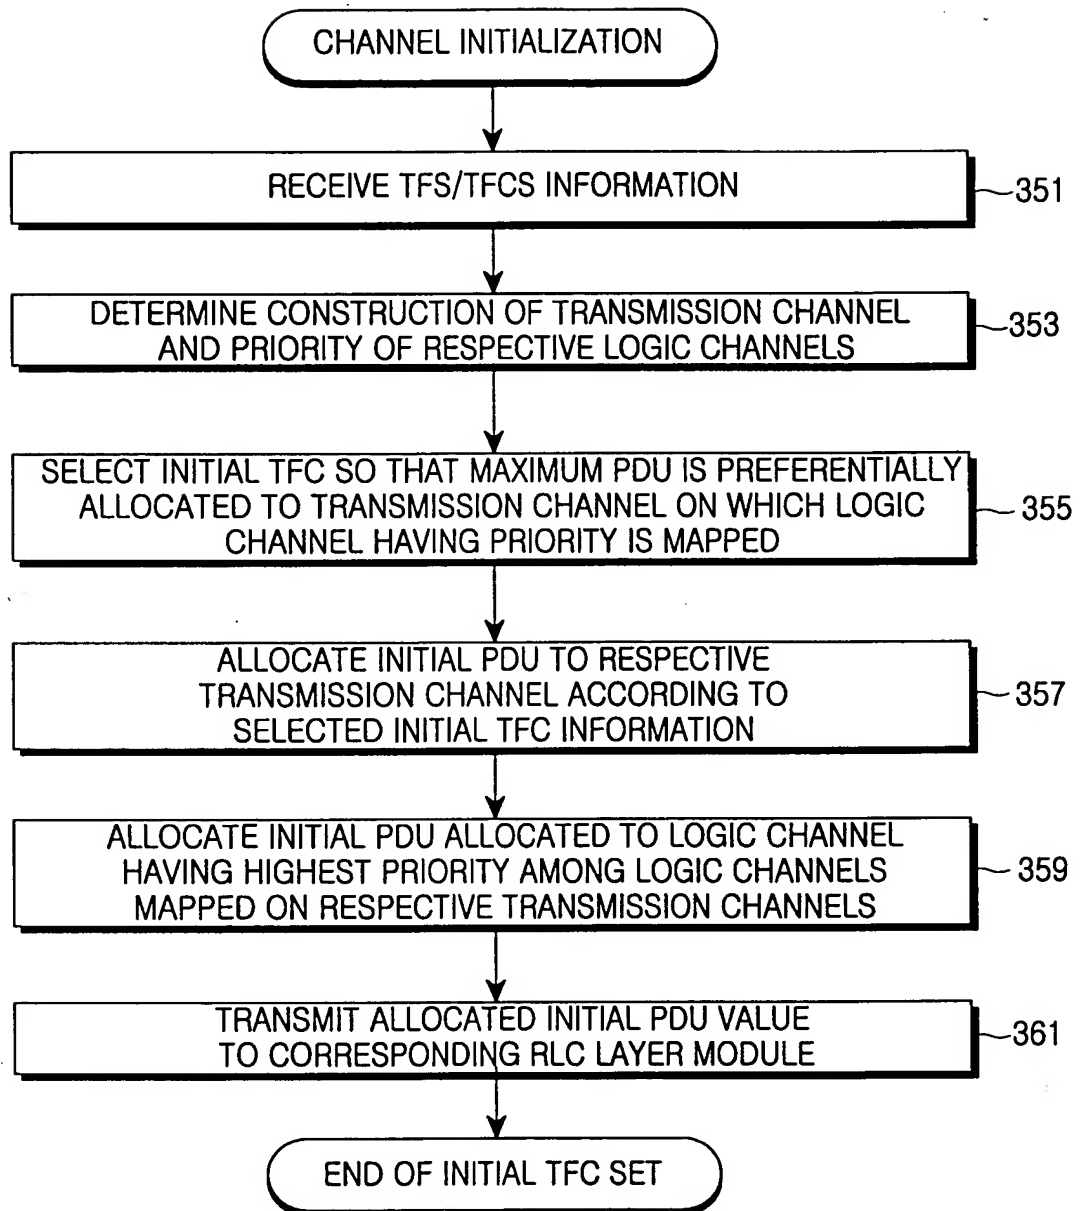 CHANNEL INITIALIZATION
RECEIVE TFS/TFCS INFORMATION
351
DETERMINE CONSTRUCTION OF TRANSMISSION CHANNEL
AND PRIORITY OF RESPECTIVE LOGIC CHANNELS
353
SELECT INITIAL TFC SO THAT MAXIMUM PDU IS PREFERENTIALLY
ALLOCATED TO TRANSMISSION CHANNEL ON WHICH LOGIC
CHANNEL HAVING PRIORITY IS MAPPED
355
ALLOCATE INITIAL PDU TO RESPECTIVE
TRANSMISSION CHANNEL ACCORDING TO
SELECTED INITIAL TFC INFORMATION
357
ALLOCATE INITIAL PDU ALLOCATED TO LOGIC CHANNEL
HAVING HIGHEST PRIORITY AMONG LOGIC CHANNELS
MAPPED ON RESPECTIVE TRANSMISSION CHANNELS
359
TRANSMIT ALLOCATED INITIAL PDU VALUE
TO CORRESPONDING RLC LAYER MODULE
361
END OF INITIAL TFC SET